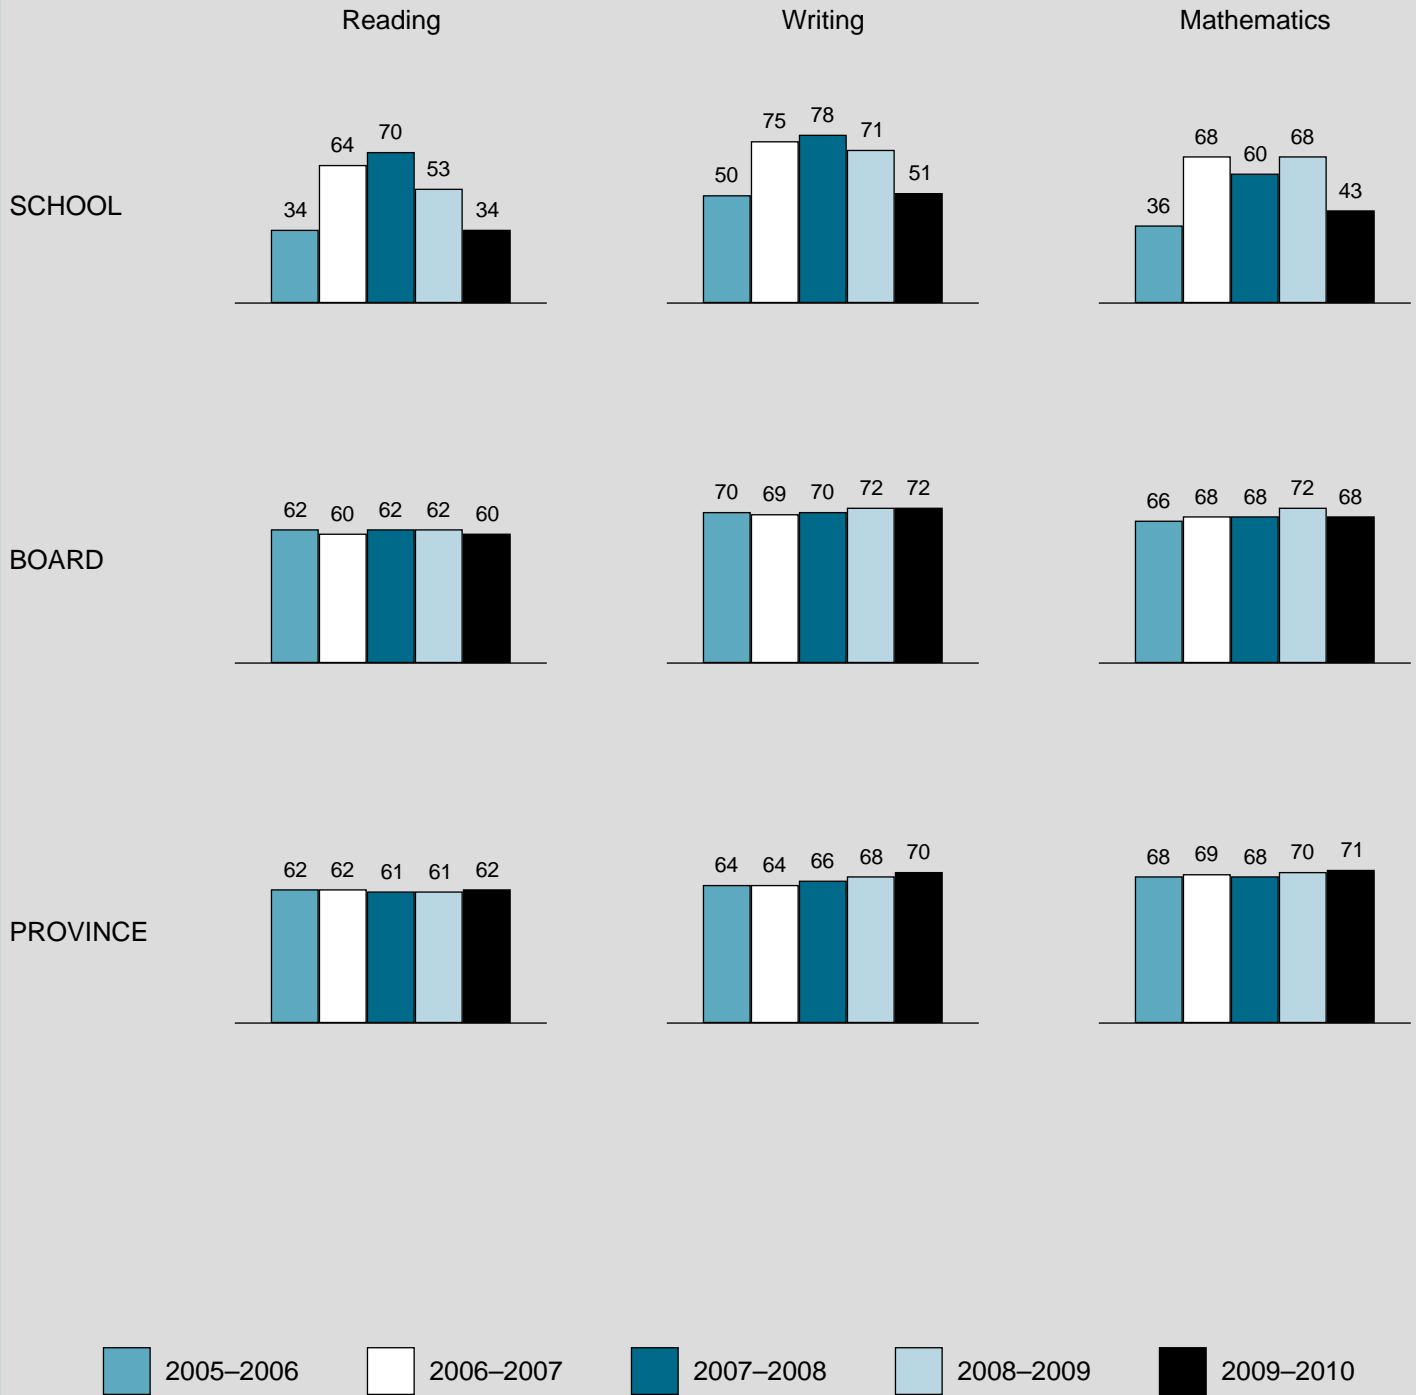 Reading Writing Mathematics
SCHOOL
34 64 70 53 34
50 75 78 71 51
36 68 60 68 43
BOARD
62 60 62 62 60
70 69 70 72 72
66 68 68 72 68
PROVINCE
62 62 61 61 62
64 64 66 68 70
68 69 68 70 71
2005–2006 2006–2007 2007–2008 2008–2009 2009–2010